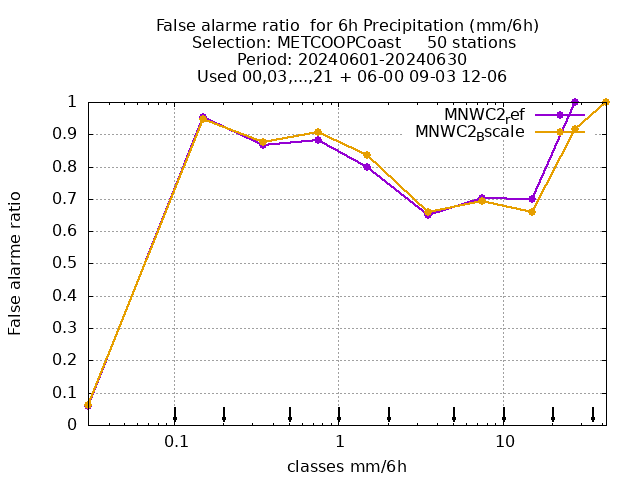 False alarme ratio  for 6h Precipitation (mm/6h)
Selection: METCOOPCoast     50 stations
Period: 20240601-20240630
Used 00,03,...,21 + 06-00 09-03 12-06
MNWC2ref
MNWC2Bscale
1
0.9
0.8
0.7
0.6
0.5
0.4
0.3
0.2
0.1
0
False alarme ratio
0.1 1 10
classes mm/6h